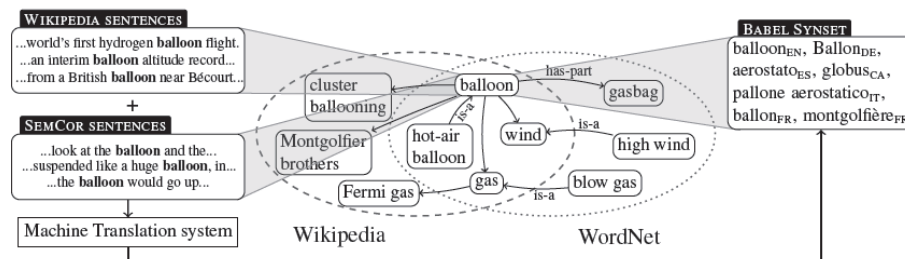 WIKIPEDIA SENTENCES
...world's first hydrogen balloon flight.
...an interim balloon altitude record...
...from a British balloon near Bécourt...
+
SEMCOR SENTENCES
...look at the balloon and the...
...suspended like a huge balloon, in...
...the balloon would go up...
Machine Translation system
cluster
ballooning
Montgolfier
brothers
Fermi gas
hot-air
balloon
is-a
balloon
has-part
gasbag
wind
is-a
high wind
gas
is-a
blow gas
Wikipedia
WordNet
BABEL SYNSET
balloonEN, BallonDE,
aerostatoES, globusCA,
pallone aerostaticoIT,
ballonFR, montgolfièreFR